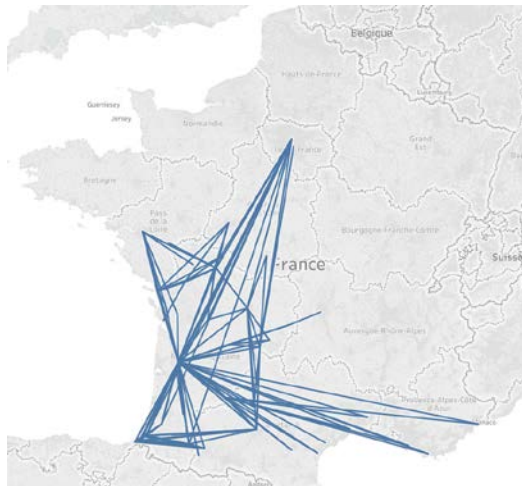 Belgique
Hauts-de-France
Guernesey
Jersey
Normandie
Grand
Est
Bretagne
Pays
de la
Loire
Bourgogne-Franche-Comté
France
Suisse
Auvergne-Rhône-Alpes
Provence-Alpes-Côte
d'Azur